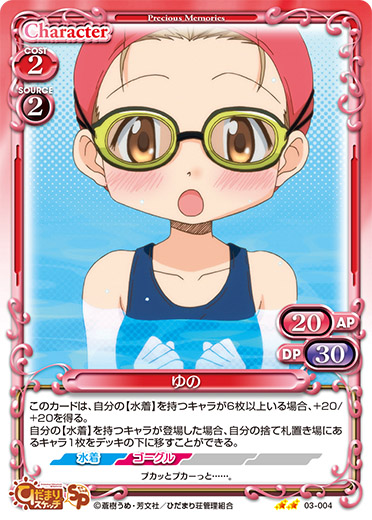 Precious Memories
Character
COST
2
SOURCE
2
20 AP
DP 30
ゆの
このカードは、自分の【水着】を持つキャラが6枚以上いる場合、+20/
+20を得る。
自分の【水着】を持つキャラが登場した場合、自分の捨て札置き場に
あるキャラ1枚をデッキの下に移すことができる。
水着 ゴーグル
プカッとプカーっと……。
ひだまりスケッチSP
©蒼樹うめ・芳文社／ひだまり荘管理組合
★★ 03-004